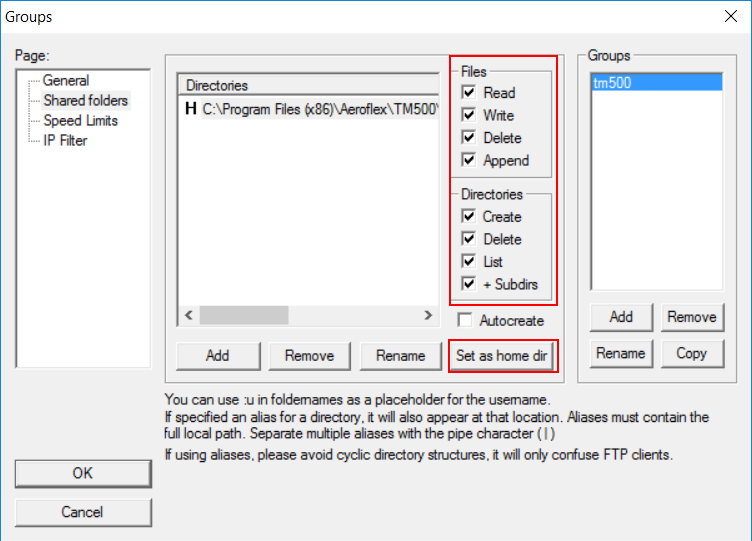 Groups
Page:
General
Shared folders
Speed Limits
IP Filter
OK
Cancel
Directories
H C:\Program Files (x86)\Aeroflex\TM500\
Add
Remove
Rename
Set as home dir
Files
Read
Write
Delete
Append
Directories
Create
Delete
List
+ Subdirs
Autocreate
Groups
tm500
Add
Remove
Rename
Copy
You can use :u in foldernames as a placeholder for the username.
If specified an alias for a directory, it will also appear at that location. Aliases must contain the
full local path. Separate multiple aliases with the pipe character ( | )
If using aliases, please avoid cyclic directory structures, it will only confuse FTP clients.